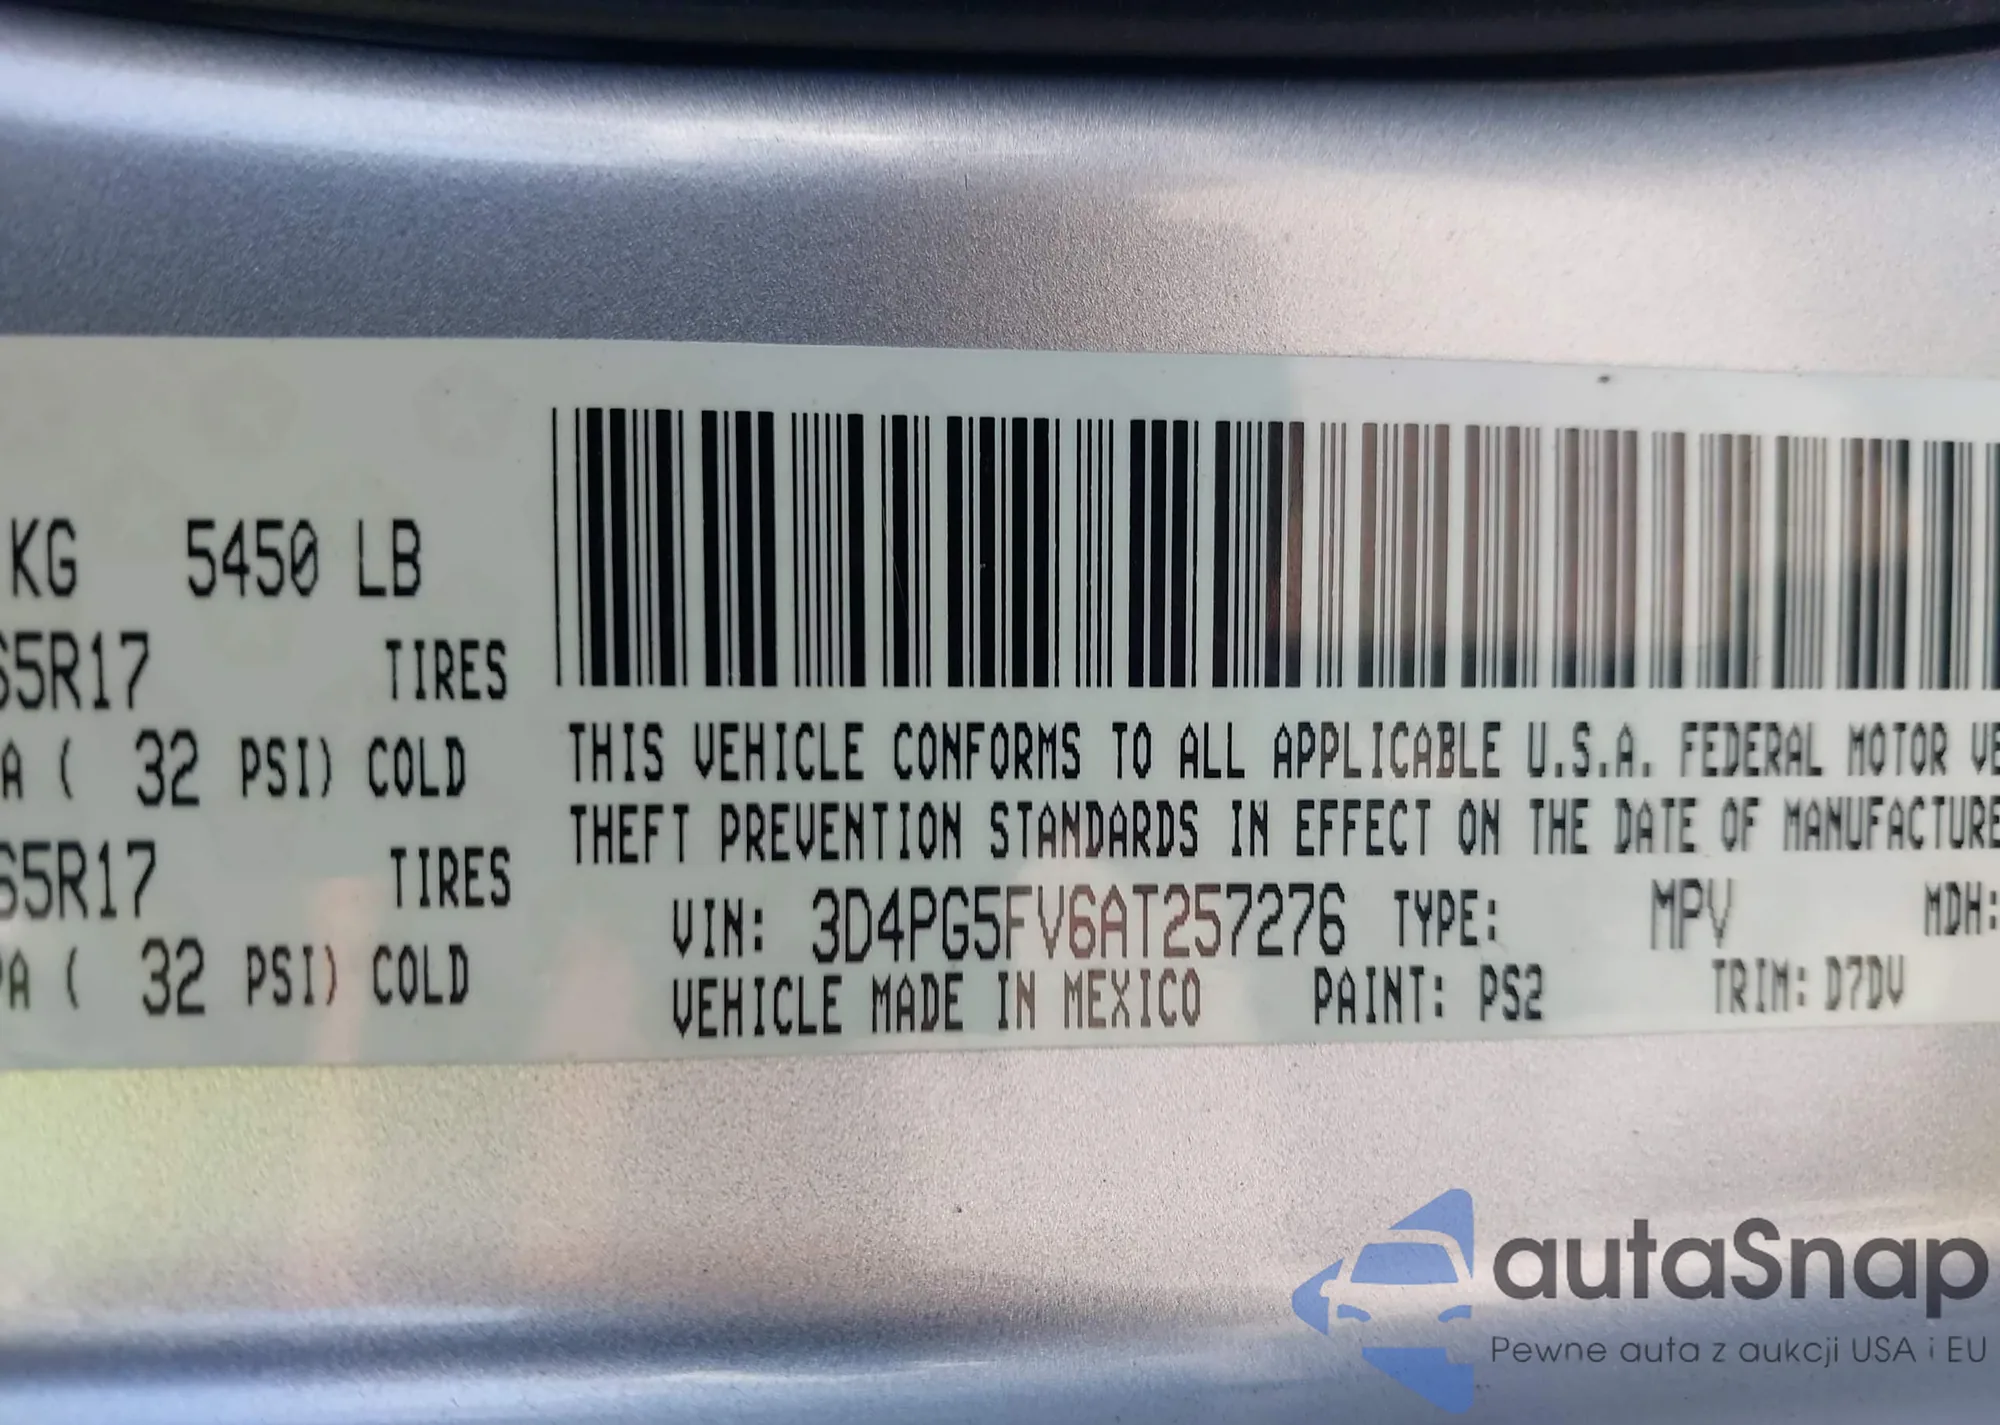 KG 5450 LB
65R17 TIRES
A ( 32 PSI) COLD
65R17 TIRES
PA ( 32 PSI) COLD
THIS VEHICLE CONFORMS TO ALL APPLICABLE U.S.A. FEDERAL MOTOR VE
THEFT PREVENTION STANDARDS IN EFFECT ON THE DATE OF MANUFACTURE
VIN: 3D4PG5FV6AT257276 TYPE: MPV MDH:
VEHICLE MADE IN MEXICO PAINT: PS2 TRIM: D7DV
autaSnap
Pewne auta z aukcji USA i EU